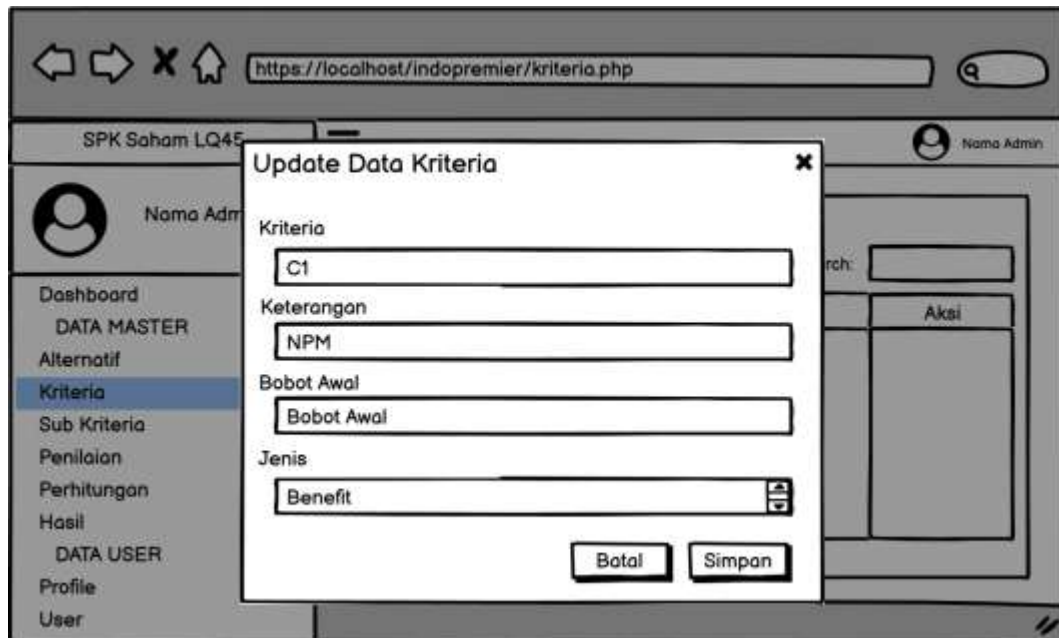 https://localhost/indopremier/kriteria.php
SPK Saham LQ45
Nama Admin
Update Data Kriteria
Nama
Kriteria
C1
Keterangan
NPM
Bobot Awal
Bobot Awal
Jenis
Benefit
Batal
Simpan
Dashboard
DATA MASTER
Alternatif
Kriteria
Sub Kriteria
Penilaian
Perhitungan
Hasil
DATA USER
Profile
User
Aksi